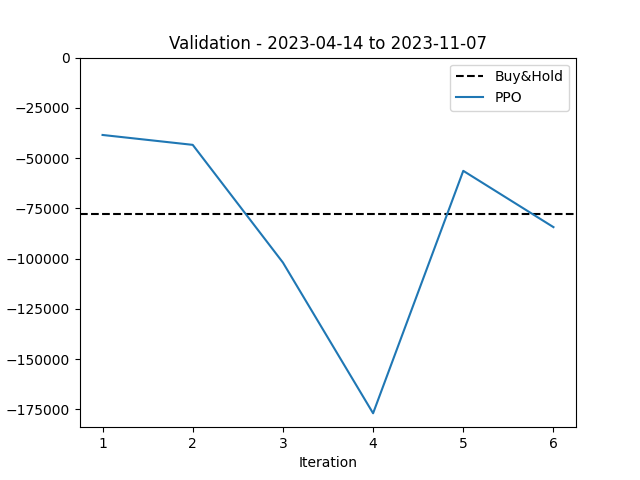 Validation - 2023-04-14 to 2023-11-07
0
−25000
−50000
−75000
−100000
−125000
−150000
−175000
Buy&Hold
PPO
1 2 3 4 5 6
Iteration